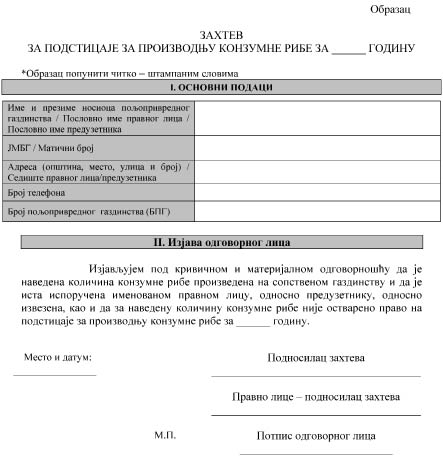 Образац
ЗАХТЕВ
ЗА ПОДСТИЦАЈЕ ЗА ПРОИЗВОДЊУ КОНЗУМНЕ РИБЕ ЗА ______ ГОДИНУ
*Образац попунити читко – штампаним словима
I. ОСНОВНИ ПОДАЦИ
Име и презиме носиоца пољопривредног
газдинства / Пословно име правног лица /
Пословно име предузетника
ЈМБГ / Матични број
Адреса (општина, место, улица и број) /
Седиште правног лица/предузетника
Број телефона
Број пољопривредног газдинства (БПГ)
II. Изјава одговорног лица
Изјављујем под кривичном и материјалном одговорношћу да је
наведена количина конзумне рибе произведена на сопственом газдинству и да је
иста испоручена именованом правном лицу, односно предузетнику, односно
извезена, као и да за наведену количину конзумне рибе није остварено право на
подстицаје за производњу конзумне рибе за ______ годину.
Место и датум:
Подносилац захтева
Правно лице – подносилац захтева
М.П.
Потпис одговорног лица